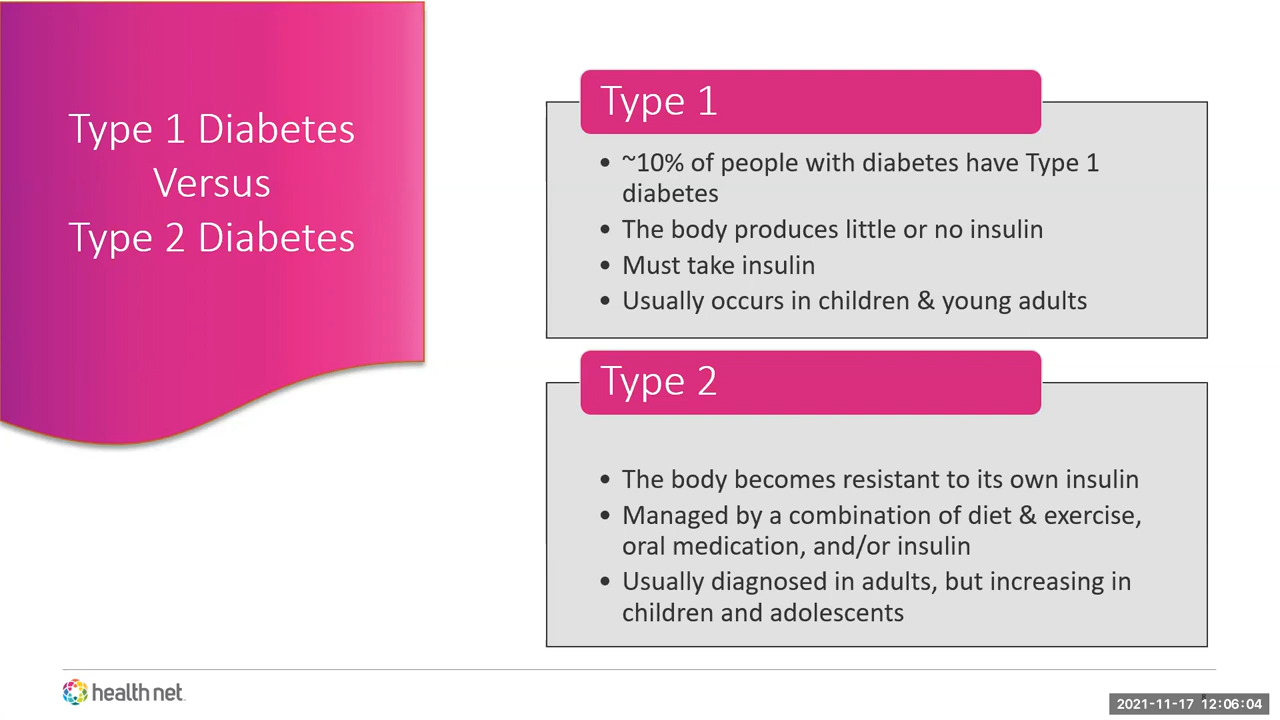 Type 1 Diabetes
Versus
Type 2 Diabetes
Type 1
• ~10% of people with diabetes have Type 1
diabetes
• The body produces little or no insulin
• Must take insulin
• Usually occurs in children & young adults
Type 2
• The body becomes resistant to its own insulin
• Managed by a combination of diet & exercise,
oral medication, and/or insulin
• Usually diagnosed in adults, but increasing in
children and adolescents
health net
2021-11-17 12:06:04